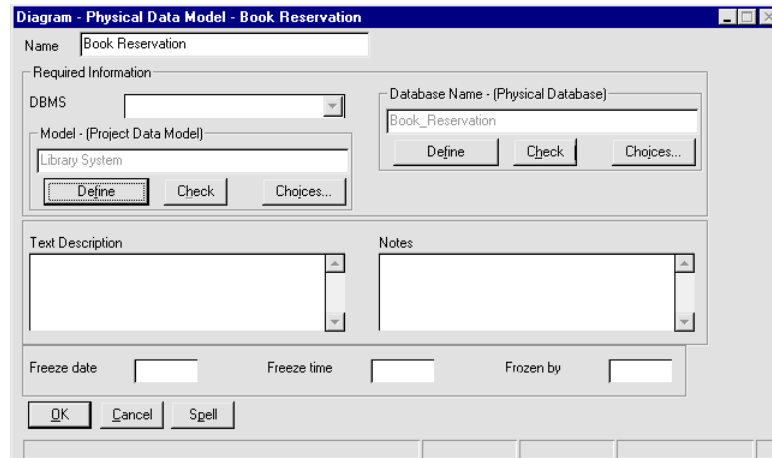 Diagram - Physical Data Model - Book Reservation
Name Book Reservation
Required Information
DBMS
Database Name - (Physical Database)
Book_Reservation
Define Check Choices...
Model - (Project Data Model)
Library System
Define Check Choices...
Text Description Notes
Freeze date Freeze time Frozen by
OK Cancel Spell